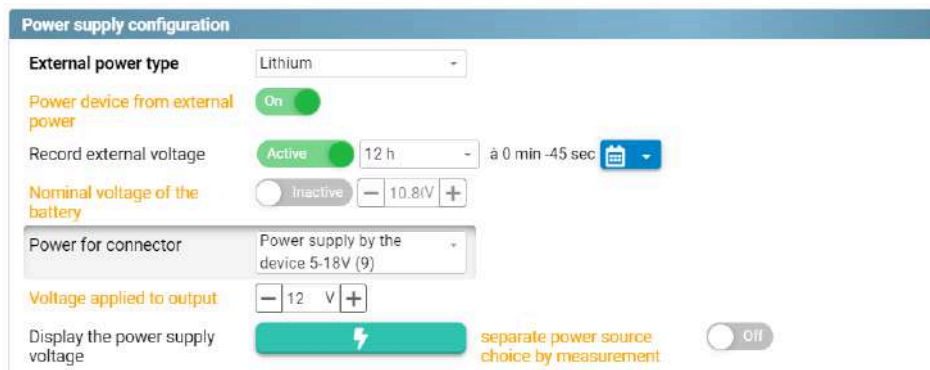 Power supply configuration
External power type Lithium
Power device from external power On
Record external voltage Active 12 h à 0 min -45 sec
Nominal voltage of the battery Inactive — 10.8(V +
Power for connector Power supply by the device 5-18V (9)
Voltage applied to output — 12 V +
Display the power supply voltage separate power source choice by measurement Off